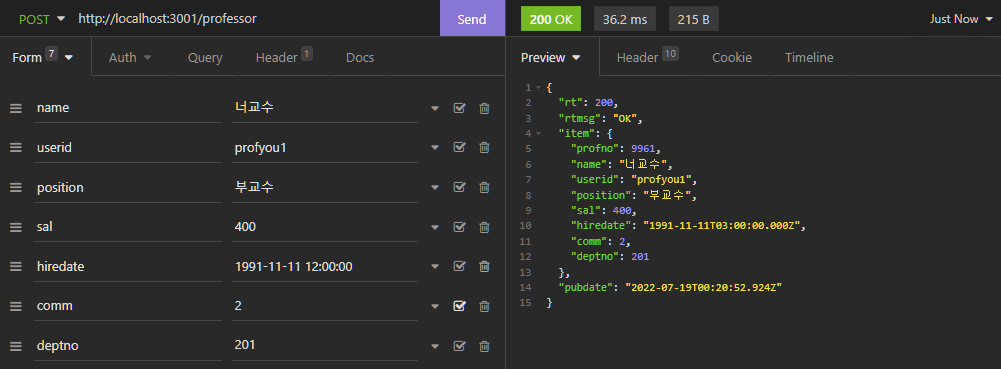 POST http://localhost:3001/professor Send 200 OK 36.2 ms 215 B Just Now
Form 7 Auth Query Header 1 Docs
name 너교수
userid profyou1
position 부교수
sal 400
hiredate 1991-11-11 12:00:00
comm 2
deptno 201
Preview Header 10 Cookie Timeline
1 {
2 "rt": 200,
3 "rtmsg": "OK",
4 "item": {
5 "profno": 9961,
6 "name": "너교수",
7 "userid": "profyou1",
8 "position": "부교수",
9 "sal": 400,
10 "hiredate": "1991-11-11T03:00:00.000Z",
11 "comm": 2,
12 "deptno": 201
13 },
14 "pubdate": "2022-07-19T00:20:52.924Z"
15 }